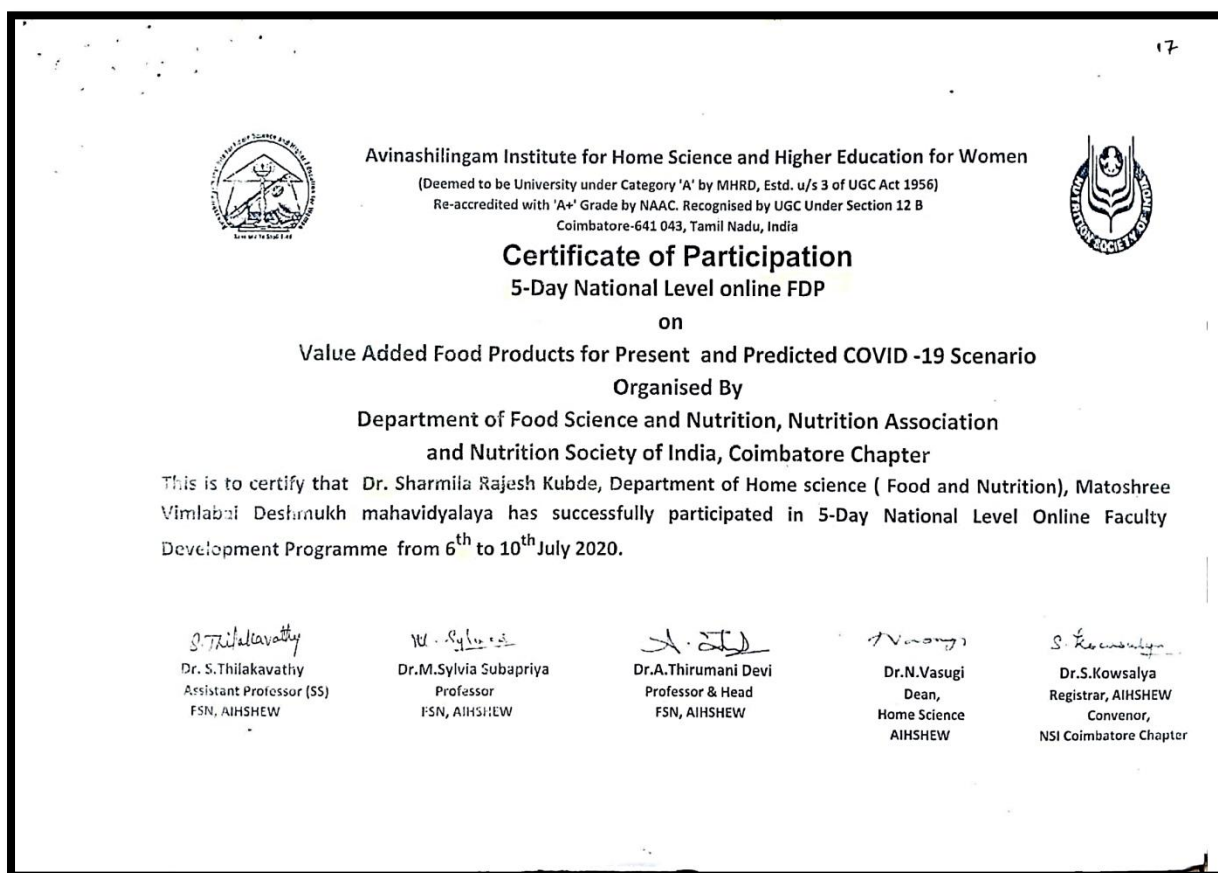 17
Avinashilingam Institute for Home Science and Higher Education for Women
(Deemed to be University under Category 'A' by MHRD, Estd. u/s 3 of UGC Act 1956)
Re-accredited with 'A+' Grade by NAAC. Recognised by UGC Under Section 12 B
Coimbatore-641 043, Tamil Nadu, India
NUTRITION SOCIETY OF INDIA
Certificate of Participation
5-Day National Level online FDP
on
Value Added Food Products for Present and Predicted COVID -19 Scenario
Organised By
Department of Food Science and Nutrition, Nutrition Association
and Nutrition Society of India, Coimbatore Chapter
This is to certify that Dr. Sharmila Rajesh Kubde, Department of Home science ( Food and Nutrition), Matoshree
Vimlabai Deshmukh mahavidyalaya has successfully participated in 5-Day National Level Online Faculty
Development Programme from 6th to 10th July 2020.
S. Thilakavathy
Dr. S.Thilakavathy
Assistant Professor (SS)
FSN, AIHSHEW
Dr.M.Sylvia Subapriya
Professor
FSN, AIHSHEW
Dr.A.Thirumani Devi
Professor & Head
FSN, AIHSHEW
Dr.N.Vasugi
Dean,
Home Science
AIHSHEW
S. Kowsalya
Dr.S.Kowsalya
Registrar, AIHSHEW
Convenor,
NSI Coimbatore Chapter